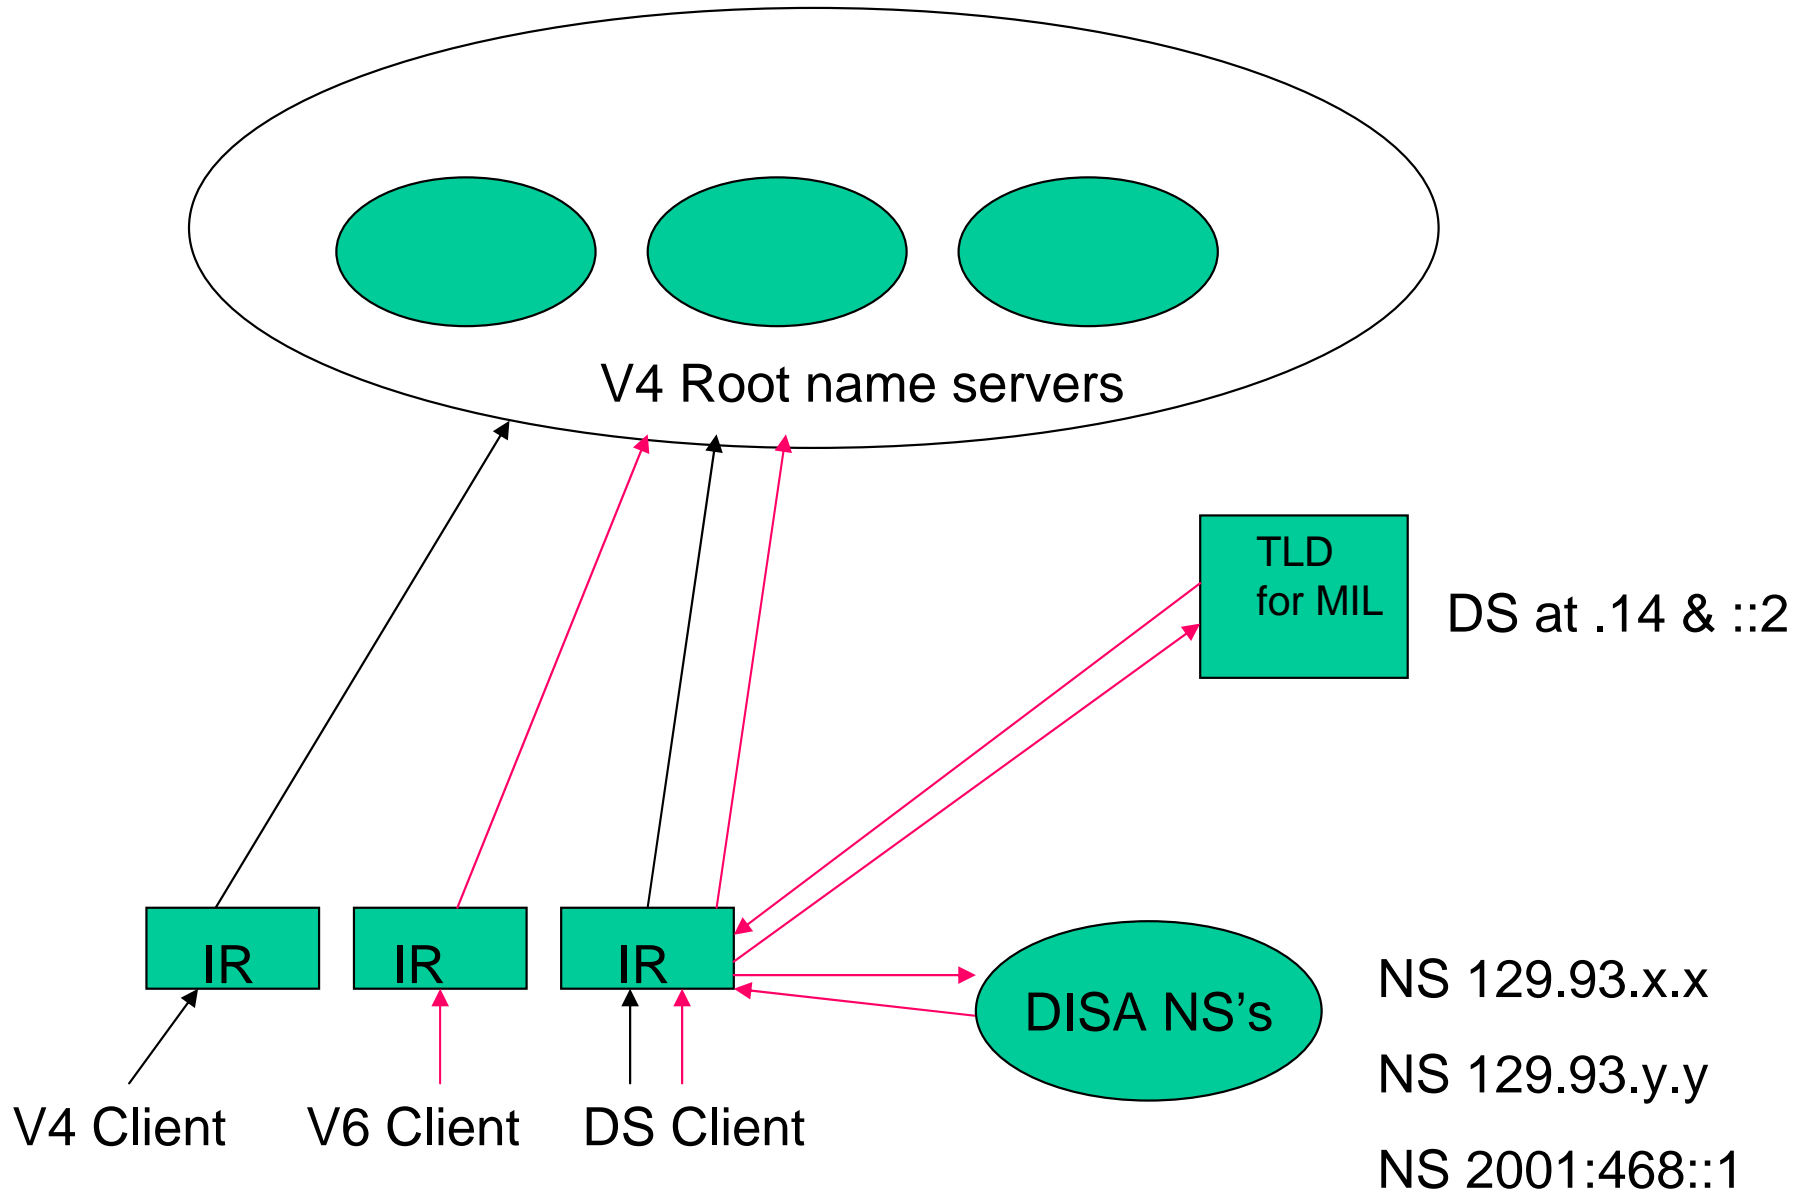 V4 Root name servers
TLD
for MIL
DS at .14 & ::2
IR
IR
IR
DISA NS’s
NS 129.93.x.x
NS 129.93.y.y
NS 2001:468::1
V4 Client
V6 Client
DS Client